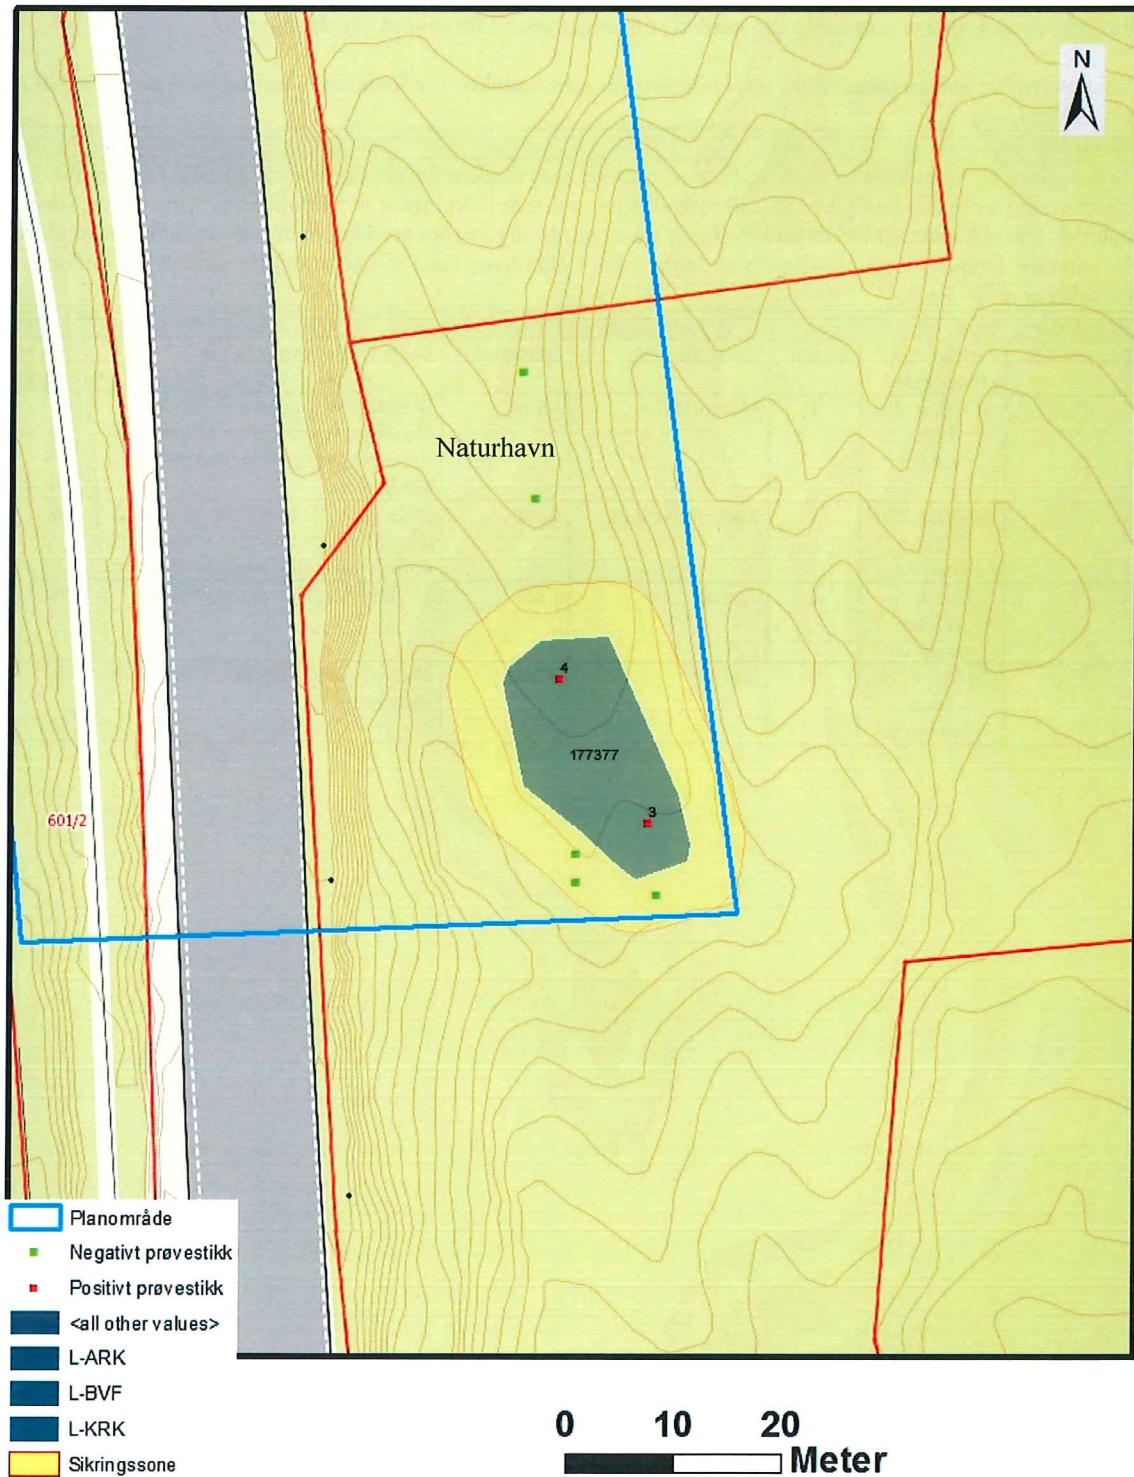 N
Naturhavn
4
177377
3
601/2
Planområde
Negativt prøvestikk
Positivt prøvestikk
<all other values>
L-ARK
L-BVF
L-KRK
Sikringssone
0 10 20
Meter